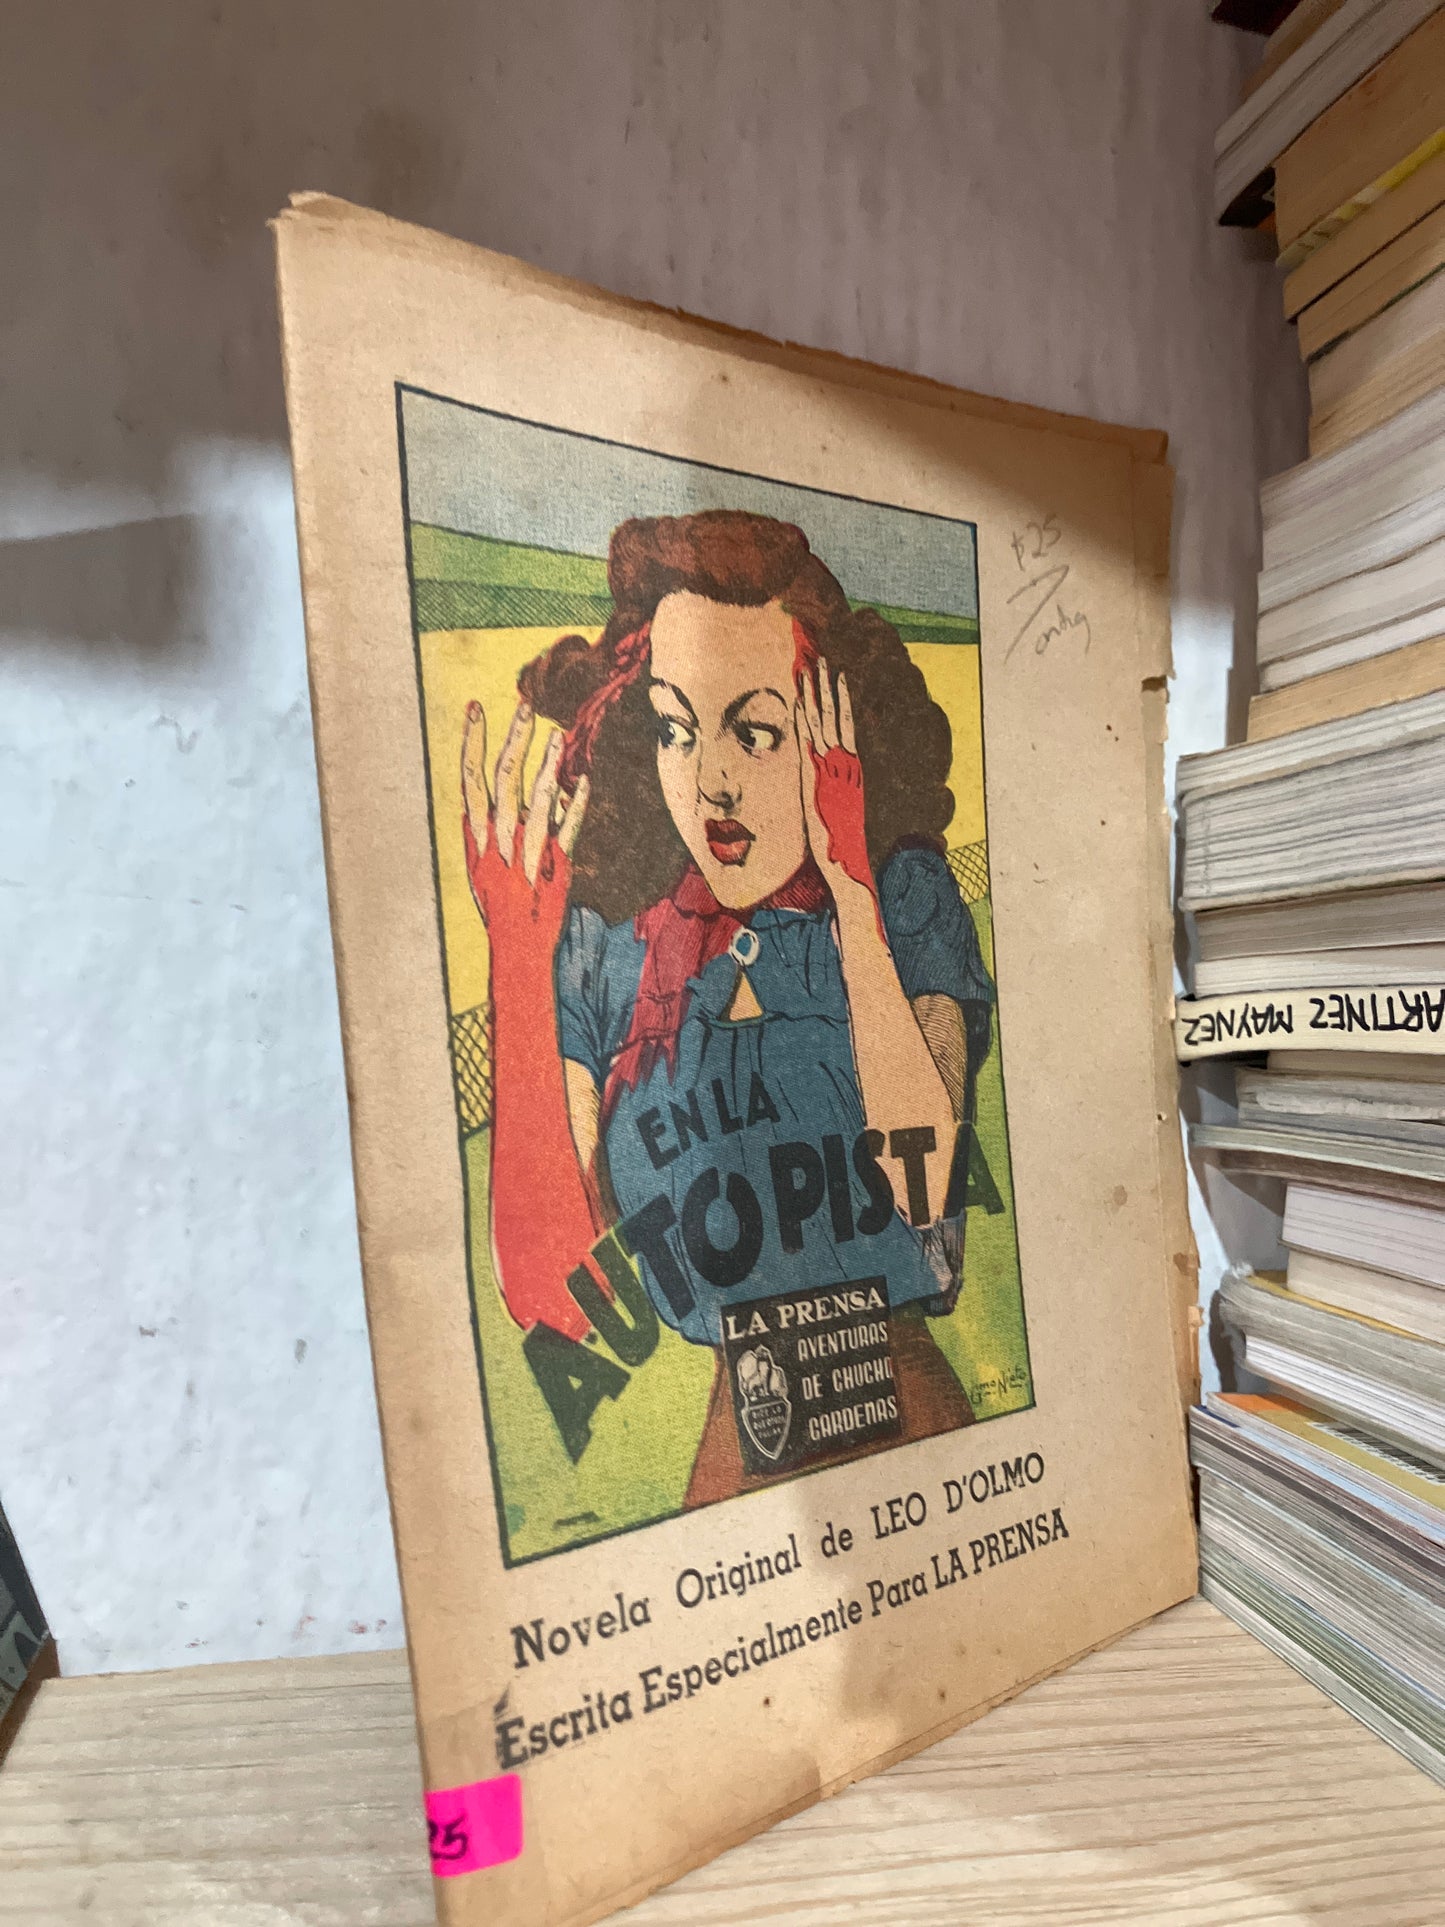 $25
EN LA
AUTOPISTA
LA PRENSA
AVENTURAS
DE CHUCHO
CARDENAS
Novela Original de LEO D'OLMO
Escrita Especialmente Para LA PRENSA
25
ARTINEZ MAYNEZ